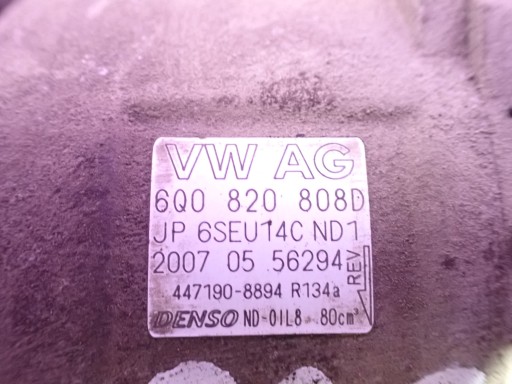 VW AG
6Q0 820 808D
JP 6SEU14C ND1
2007 05 56294
REV
447190-8894 R134a
DENSO ND-OIL8 80cm³